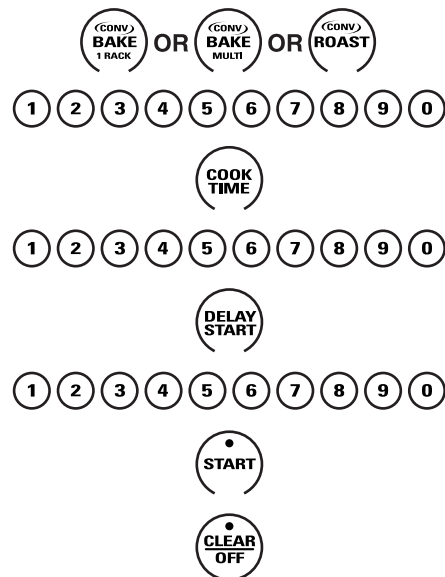 CONV BAKE 1 RACK OR CONV BAKE MULTI OR CONV ROAST
1 2 3 4 5 6 7 8 9 0
COOK
TIME
1 2 3 4 5 6 7 8 9 0
DELAY
START
1 2 3 4 5 6 7 8 9 0
START
CLEAR
OFF